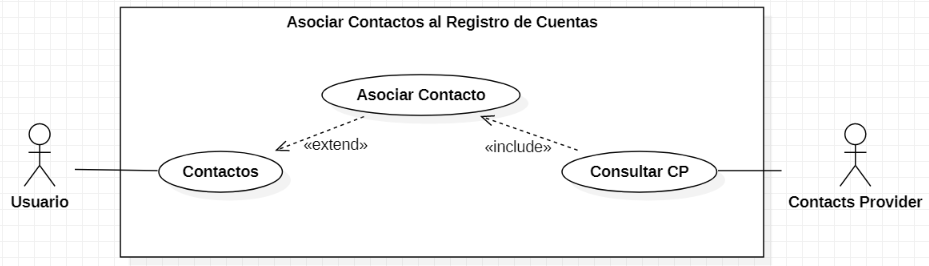 Asociar Contactos al Registro de Cuentas
Asociar Contacto
«extend»
«include»
Contactos
Consultar CP
Usuario
Contacts Provider